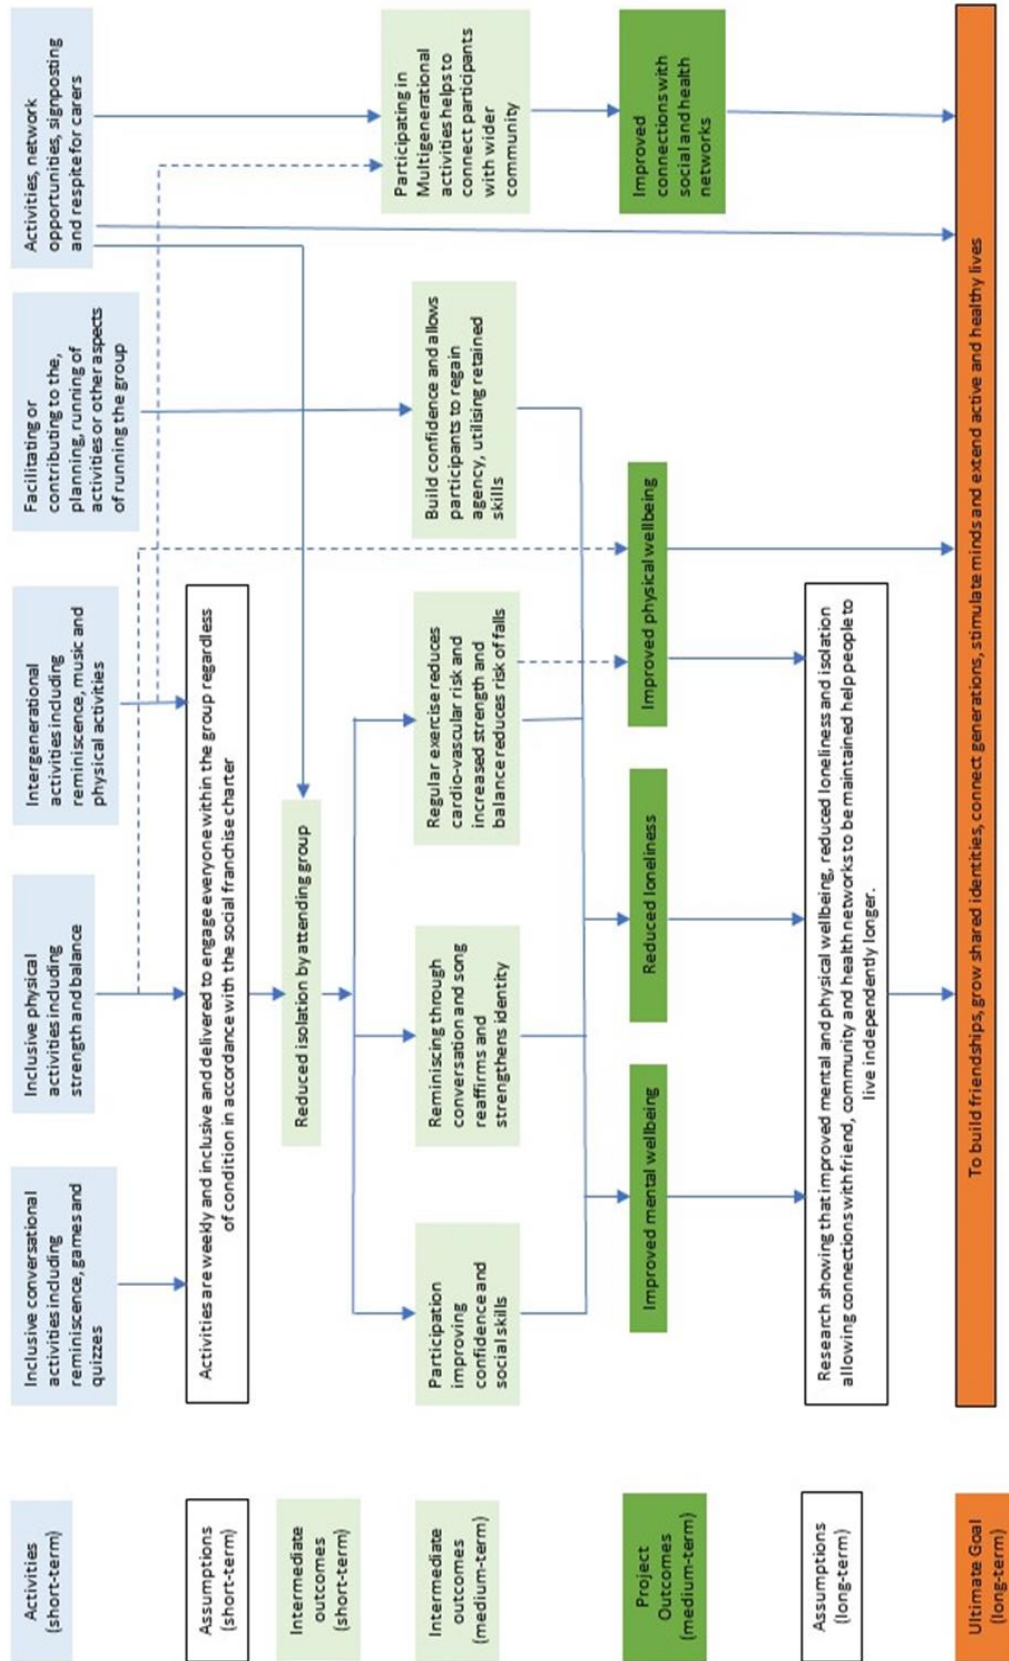 Activities
(short-term)
Inclusive conversational
activities including
reminiscence, games and
quizzes
Inclusive physical
activities including
strength and balance
Intergenerational
activities including
reminiscence, music and
physical activities
Facilitating or
contributing to the,
planning, running of
activities or other aspects
of running the group
Activities, network
opportunities, signposting
and respite for carers
Assumptions
(short-term)
Activities are weekly and inclusive and delivered to engage everyone within the group regardless
of condition in accordance with the social franchise charter
Intermediate
outcomes
(short-term)
Reduced isolation by attending group
Intermediate
outcomes
(medium-term)
Participation
improving
confidence and
social skills
Reminiscing through
conversation and song
reaffirms and
strengthens identity
Regular exercise reduces
cardio-vascular risk and
increased strength and
balance reduces risk of falls
Build confidence and allows
participants to regain
agency, utilising retained
skills
Participating in
Multigenerational
activities helps to
connect participants
with wider
community
Project
Outcomes
(medium-term)
Improved mental wellbeing
Reduced loneliness
Improved physical wellbeing
Improved
connections with
social and health
networks
Assumptions
(long-term)
Research showing that improved mental and physical wellbeing, reduced loneliness and isolation
allowing connections with friend, community and health networks to be maintained help people to
live independently longer.
Ultimate Goal
(long-term)
To build friendships, grow shared identities, connect generations, stimulate minds and extend active and healthy lives